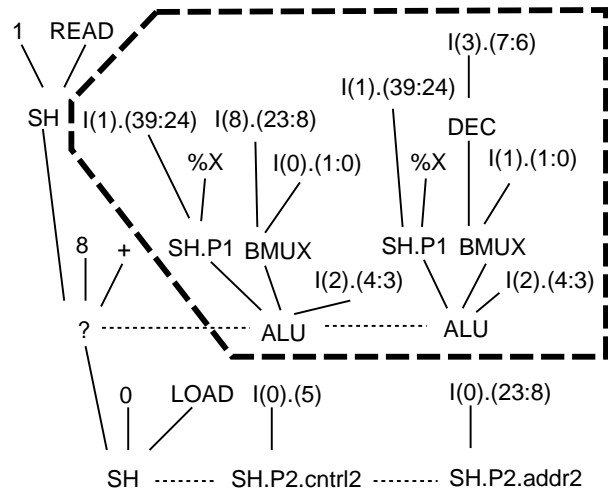 1 READ
I(3).(7:6)
I(1).(39:24)
SH I(1).(39:24) I(8).(23:8)
DEC
%X %X I(1).(1:0)
I(0).(1:0)
8 + SH.P1 BMUX SH.P1 BMUX
I(2).(4:3) I(2).(4:3)
? ALU ALU
0 LOAD I(0).(5) I(0).(23:8)
SH SH.P2.cntrl2 SH.P2.addr2